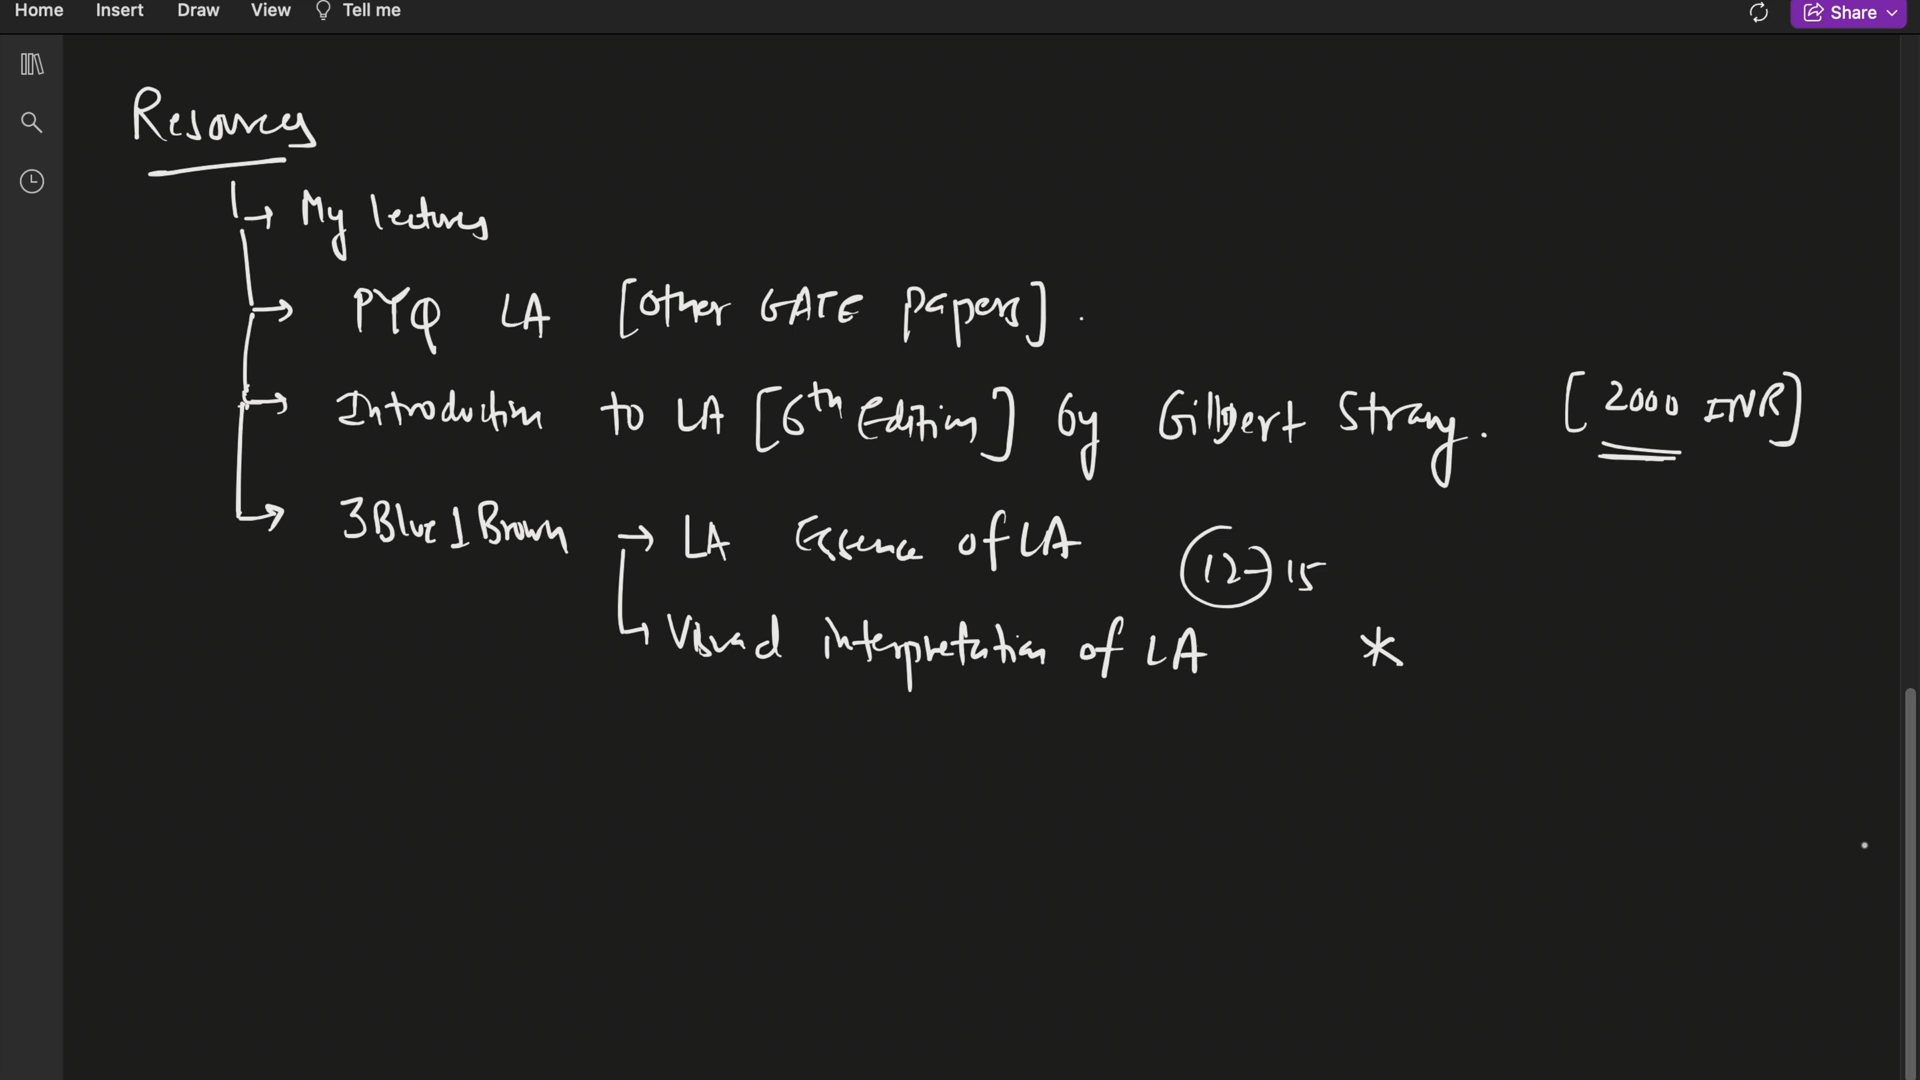 Home Insert Draw View Tell me Share
Resources
My lectures
PYQ LA [Other GATE papers].
Introduction to LA [6th Edition] by Gilbert Strang. [2000 INR]
3Blue1Brown → LA Essence of LA 12-15
Visual interpretation of LA *